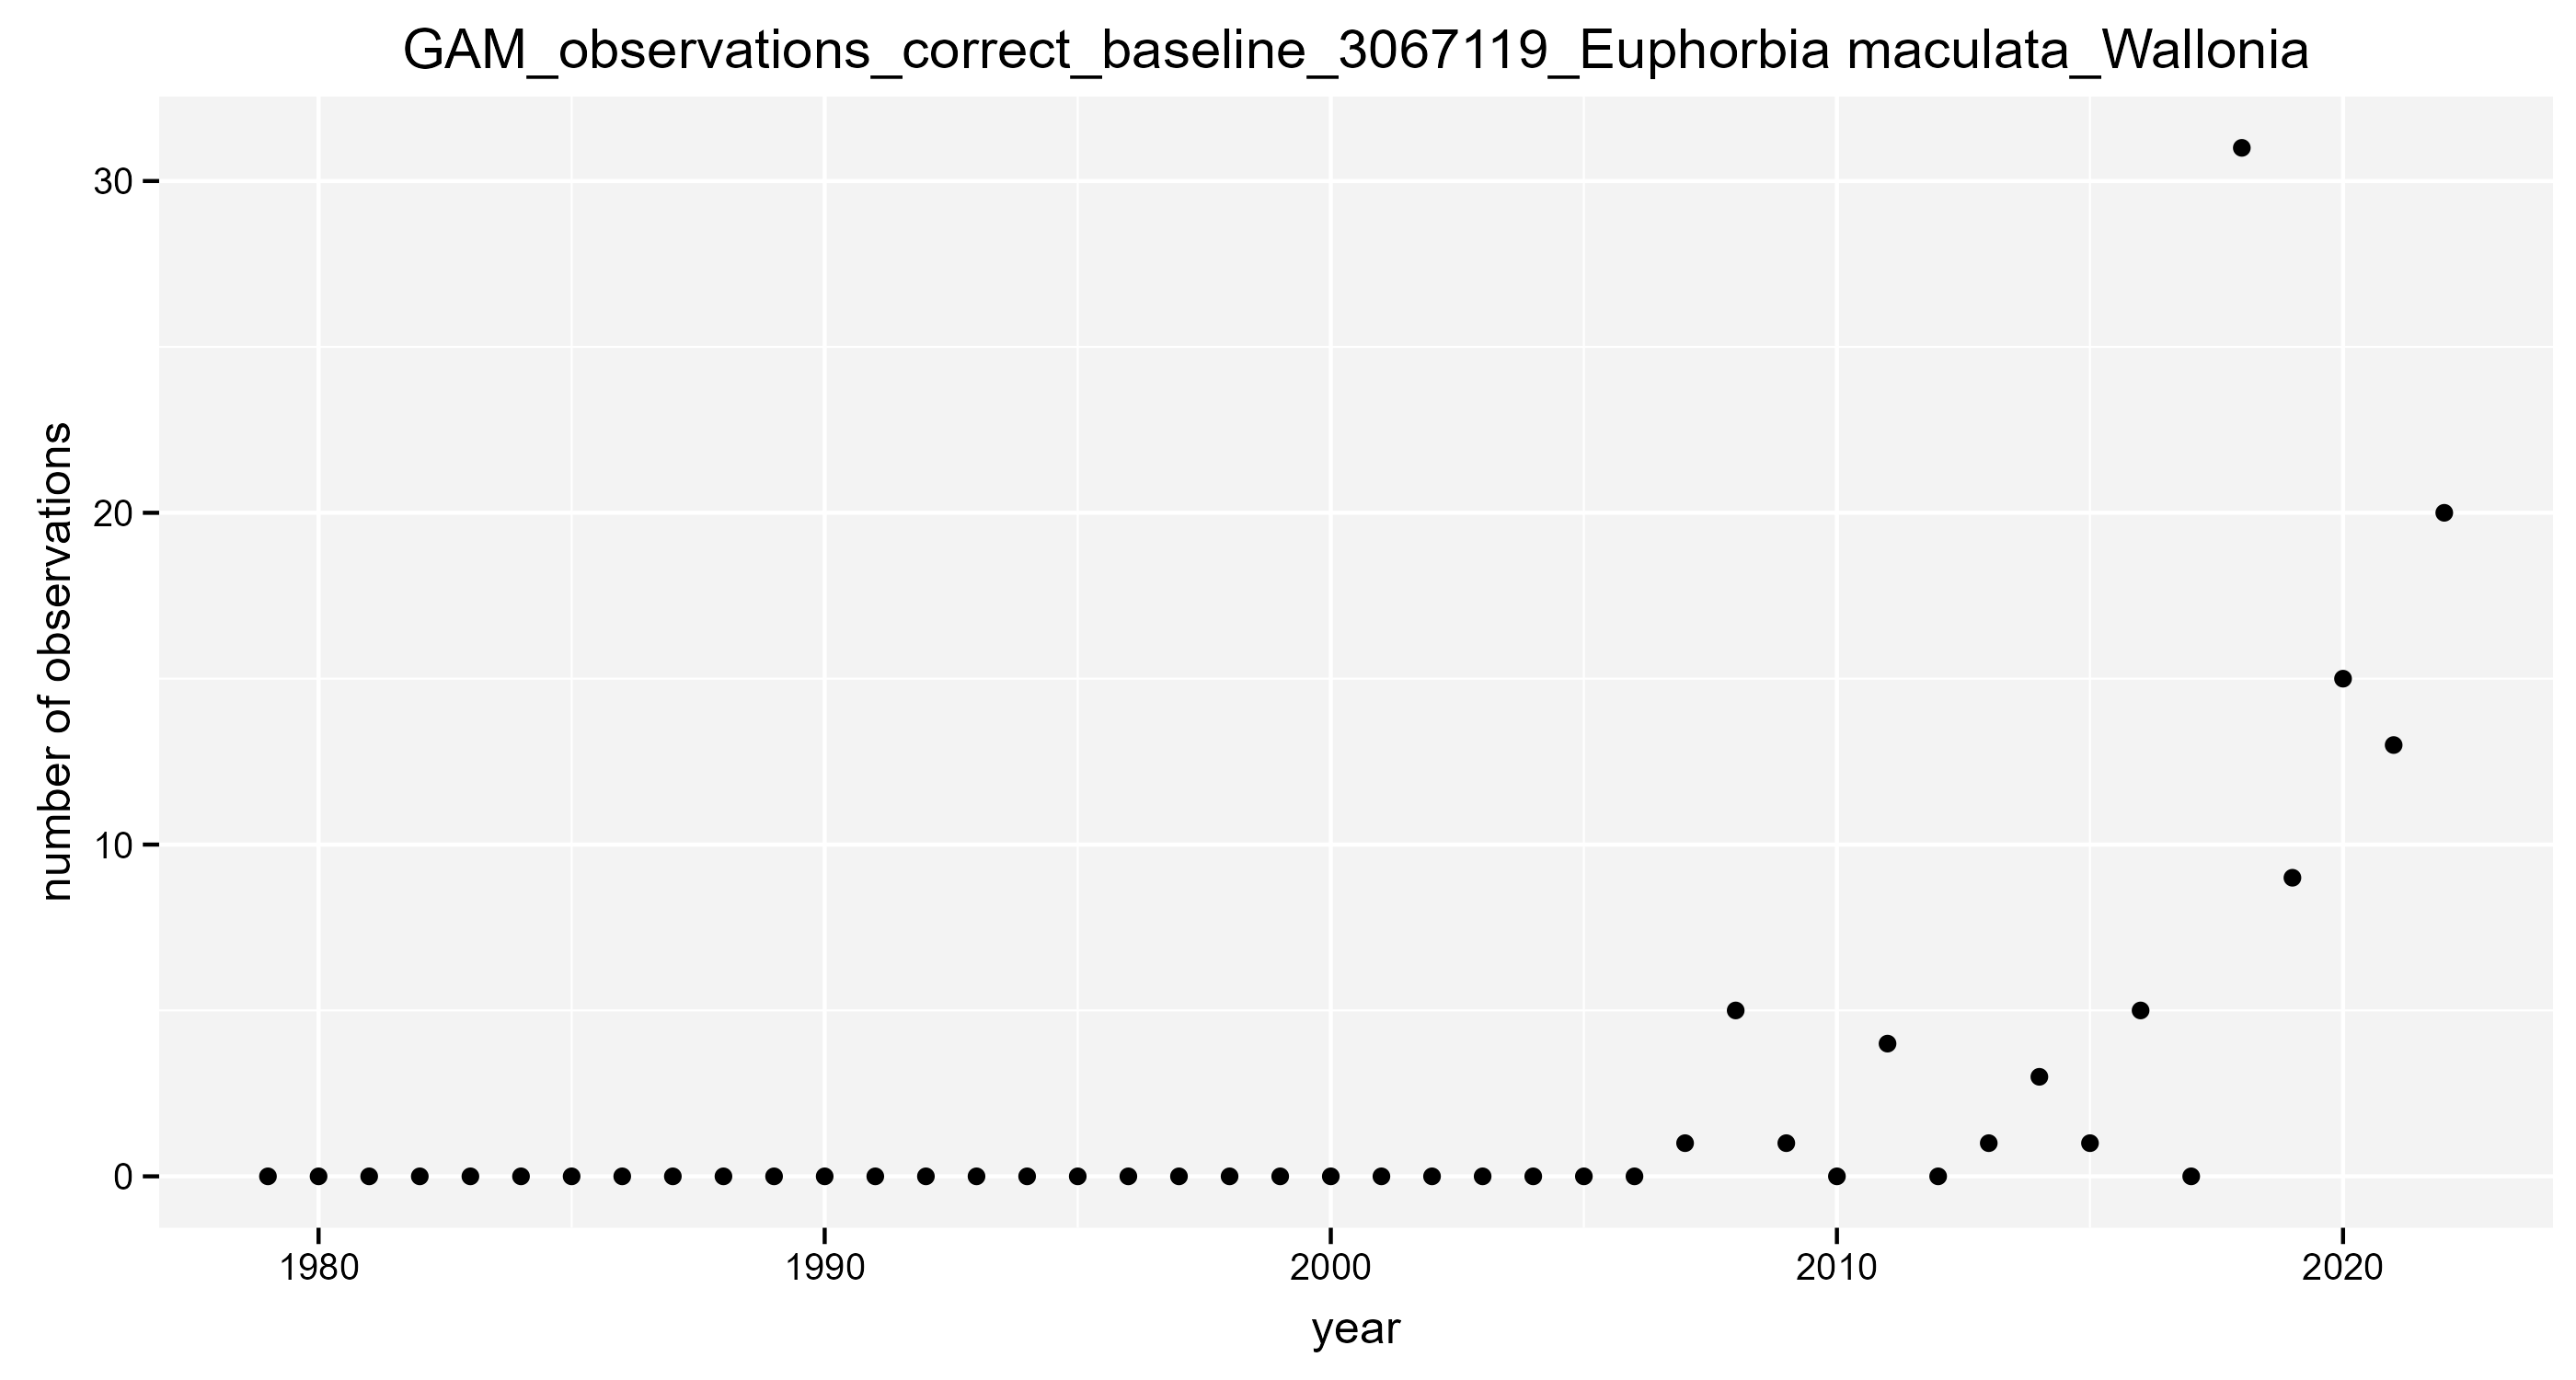 GAM_observations_correct_baseline_3067119_Euphorbia maculata_Wallonia
30
20
10
0
number of observations
1980 1990 2000 2010 2020
year